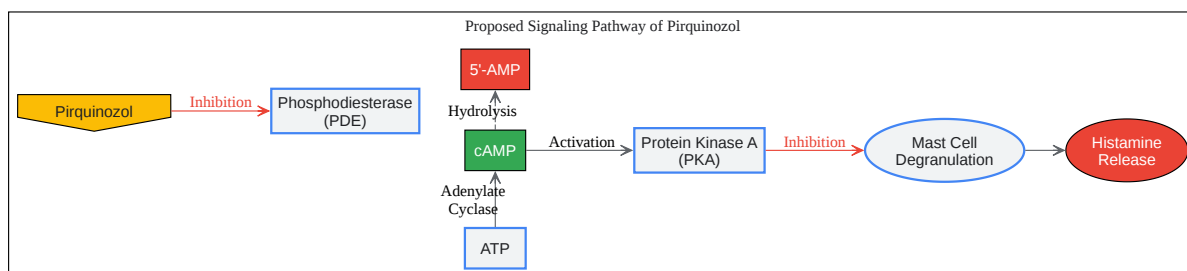 Proposed Signaling Pathway of Pirquinozol
5'-AMP
Pirquinozol
Inhibition
Phosphodiesterase
(PDE)
Hydrolysis
cAMP
Activation
Protein Kinase A
(PKA)
Inhibition
Mast Cell
Degranulation
Histamine
Release
Adenylate
Cyclase
ATP